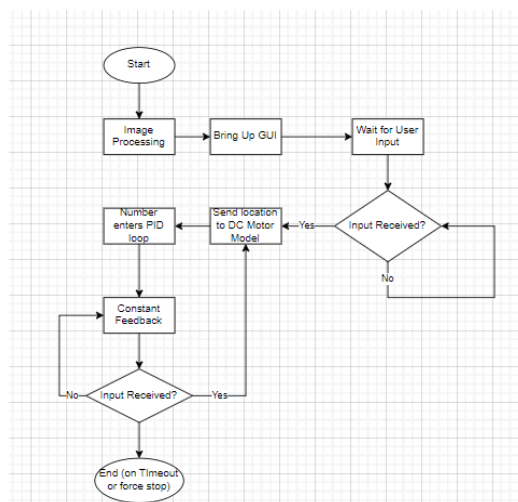 Start
Image
Processing
Bring Up GUI
Wait for User
Input
Number
enters PID
loop
Send location
to DC Motor
Model
Yes
Input Received?
No
Constant
Feedback
No
Input Received?
Yes
End (on TImeout
or force stop)